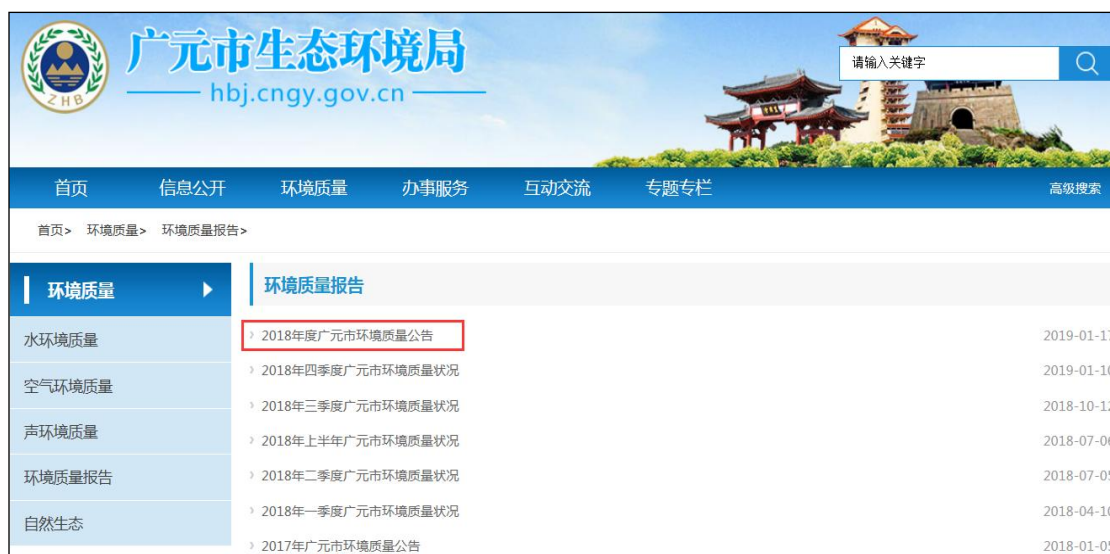 广元市生态环境局
hbj.cngy.gov.cn
ZHB
请输入关键字
首页 信息公开 环境质量 办事服务 互动交流 专题专栏 高级搜索
首页> 环境质量> 环境质量报告>
环境质量
水环境质量
空气环境质量
声环境质量
环境质量报告
自然生态
环境质量报告
2018年度广元市环境质量公告 2019-01-17
2018年四季度广元市环境质量状况 2019-01-10
2018年三季度广元市环境质量状况 2018-10-12
2018年上半年广元市环境质量状况 2018-07-06
2018年二季度广元市环境质量状况 2018-07-05
2018年一季度广元市环境质量状况 2018-04-10
2017年广元市环境质量公告 2018-01-05